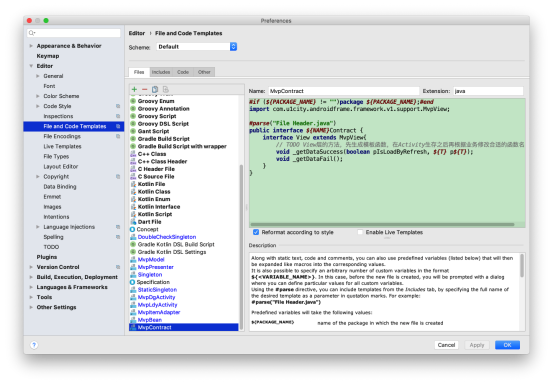 Preferences
Editor › File and Code Templates
Scheme: Default
Appearance & Behavior
Keymap
Editor
General
Font
Color Scheme
Code Style
Inspections
File and Code Templates
File Encodings
Live Templates
File Types
Layout Editor
Copyright
Data Binding
Emmet
Images
Intentions
Language Injections
Spelling
TODO
Plugins
Version Control
Build, Execution, Deployment
Languages & Frameworks
Tools
Other Settings
Files Includes Code Other
Groovy Enum
Groovy Annotation
Groovy Script
Groovy DSL Script
Gant Script
Gradle Build Script
Gradle Build Script with wrapper
C++ Class
C++ Class Header
C Header File
C Source File
Kotlin File
Kotlin Class
Kotlin Enum
Kotlin Interface
Kotlin Script
Dart File
Concept
DoubleCheckSingleton
Gradle Kotlin DSL Build Script
Gradle Kotlin DSL Settings
MvpModel
MvpPresenter
Singleton
Specification
StaticSingleton
MvpDgActivity
MvpLdyActivity
MvpItemAdapter
MvpBean
MvpContract
Name: MvpContract Extension: java
#if (${PACKAGE_NAME} != "")package ${PACKAGE_NAME};#end
import com.u1city.androidframe.framework.v1.support.MvpView;
#parse("File Header.java")
public interface ${NAME}Contract {
interface View extends MvpView{
// TODO View层的方法，先生成模板函数，在Activity生存之后再根据业务修改合适的函数名
void _getDataSuccess(boolean pIsLoadByRefresh, ${T} p${T});
void _getDataFail();
}
}
Reformat according to style Enable Live Templates
Description
Along with static text, code and comments, you can also use predefined variables (listed below) that will then
be expanded like macros into the corresponding values.
It is also possible to specify an arbitrary number of custom variables in the format
${<VARIABLE_NAME>}. In this case, before the new file is created, you will be prompted with a dialog
where you can define particular values for all custom variables.
Using the #parse directive, you can include templates from the Includes tab, by specifying the full name of
the desired template as a parameter in quotation marks. For example:
#parse("File Header.java")
Predefined variables will take the following values:
${PACKAGE_NAME} name of the package in which the new file is created
? Cancel Apply OK